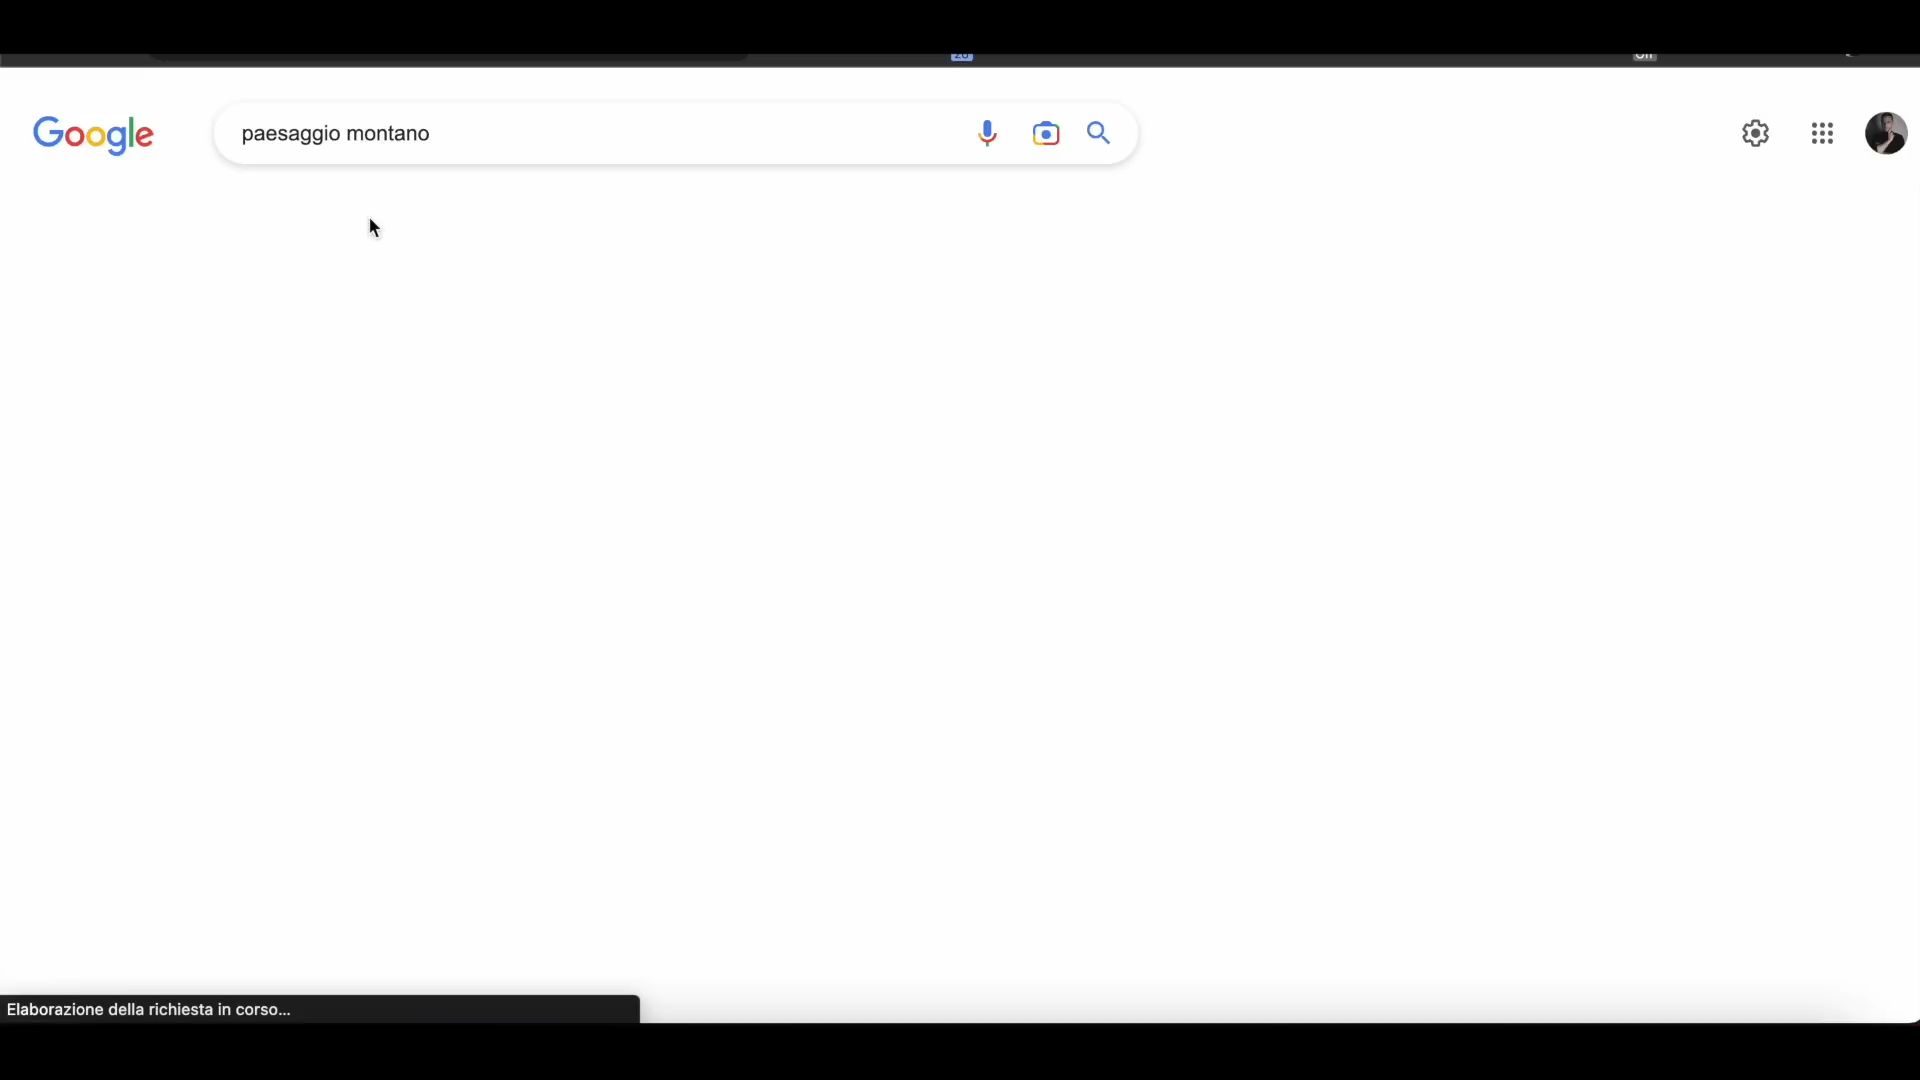 Google
paesaggio montano
Elaborazione della richiesta in corso...